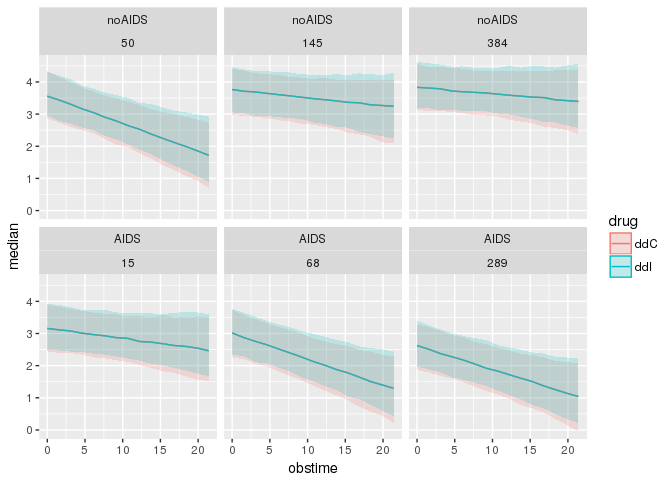 noAIDS noAIDS noAIDS
50 145 384
4
3
2
1
0
AIDS AIDS AIDS
15 68 289
4
3
2
1
0
0 5 10 15 20 0 5 10 15 20 0 5 10 15 20
obstime
median
drug
ddC
ddI